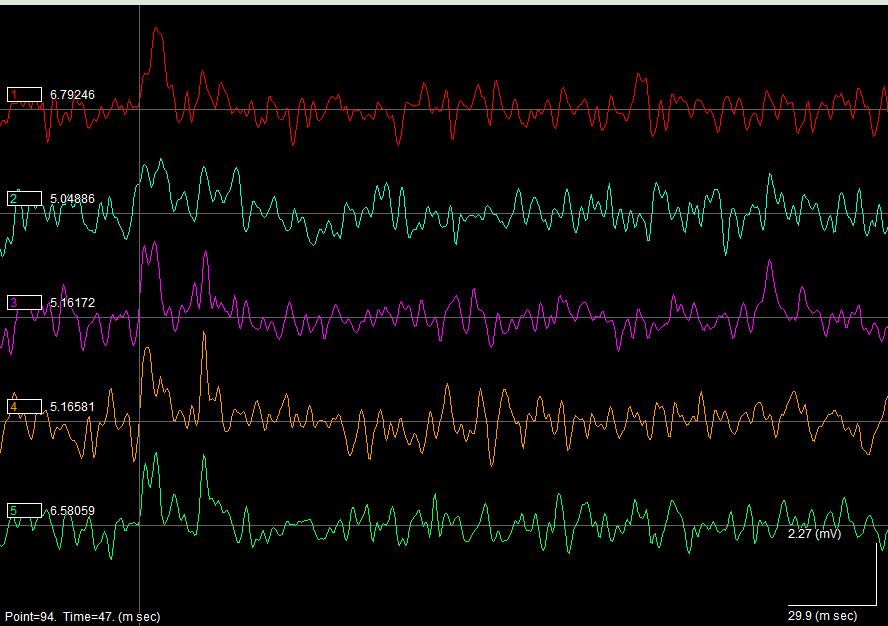 1 6.79246
2 5.04886
3 5.16172
4 5.16581
5 6.58059
2.27 (mV)
29.9 (m sec)
Point=94. Time=47. (m sec)